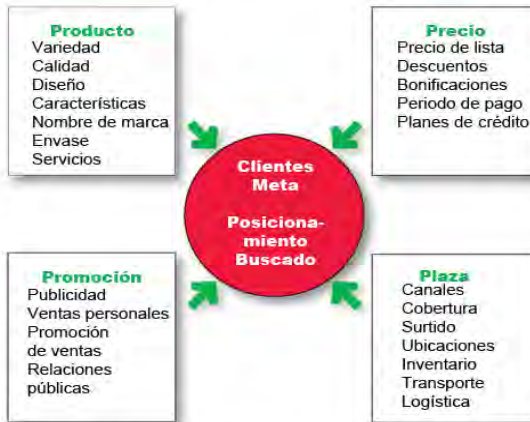 Producto
Variedad
Calidad
Diseño
Características
Nombre de marca
Envase
Servicios
Precio
Precio de lista
Descuentos
Bonificaciones
Periodo de pago
Planes de crédito
Clientes
Meta
Posiciona-
miento
Buscado
Promoción
Publicidad
Ventas personales
Promoción
de ventas
Relaciones
públicas
Plaza
Canales
Cobertura
Surtido
Ubicaciones
Inventario
Transporte
Logística